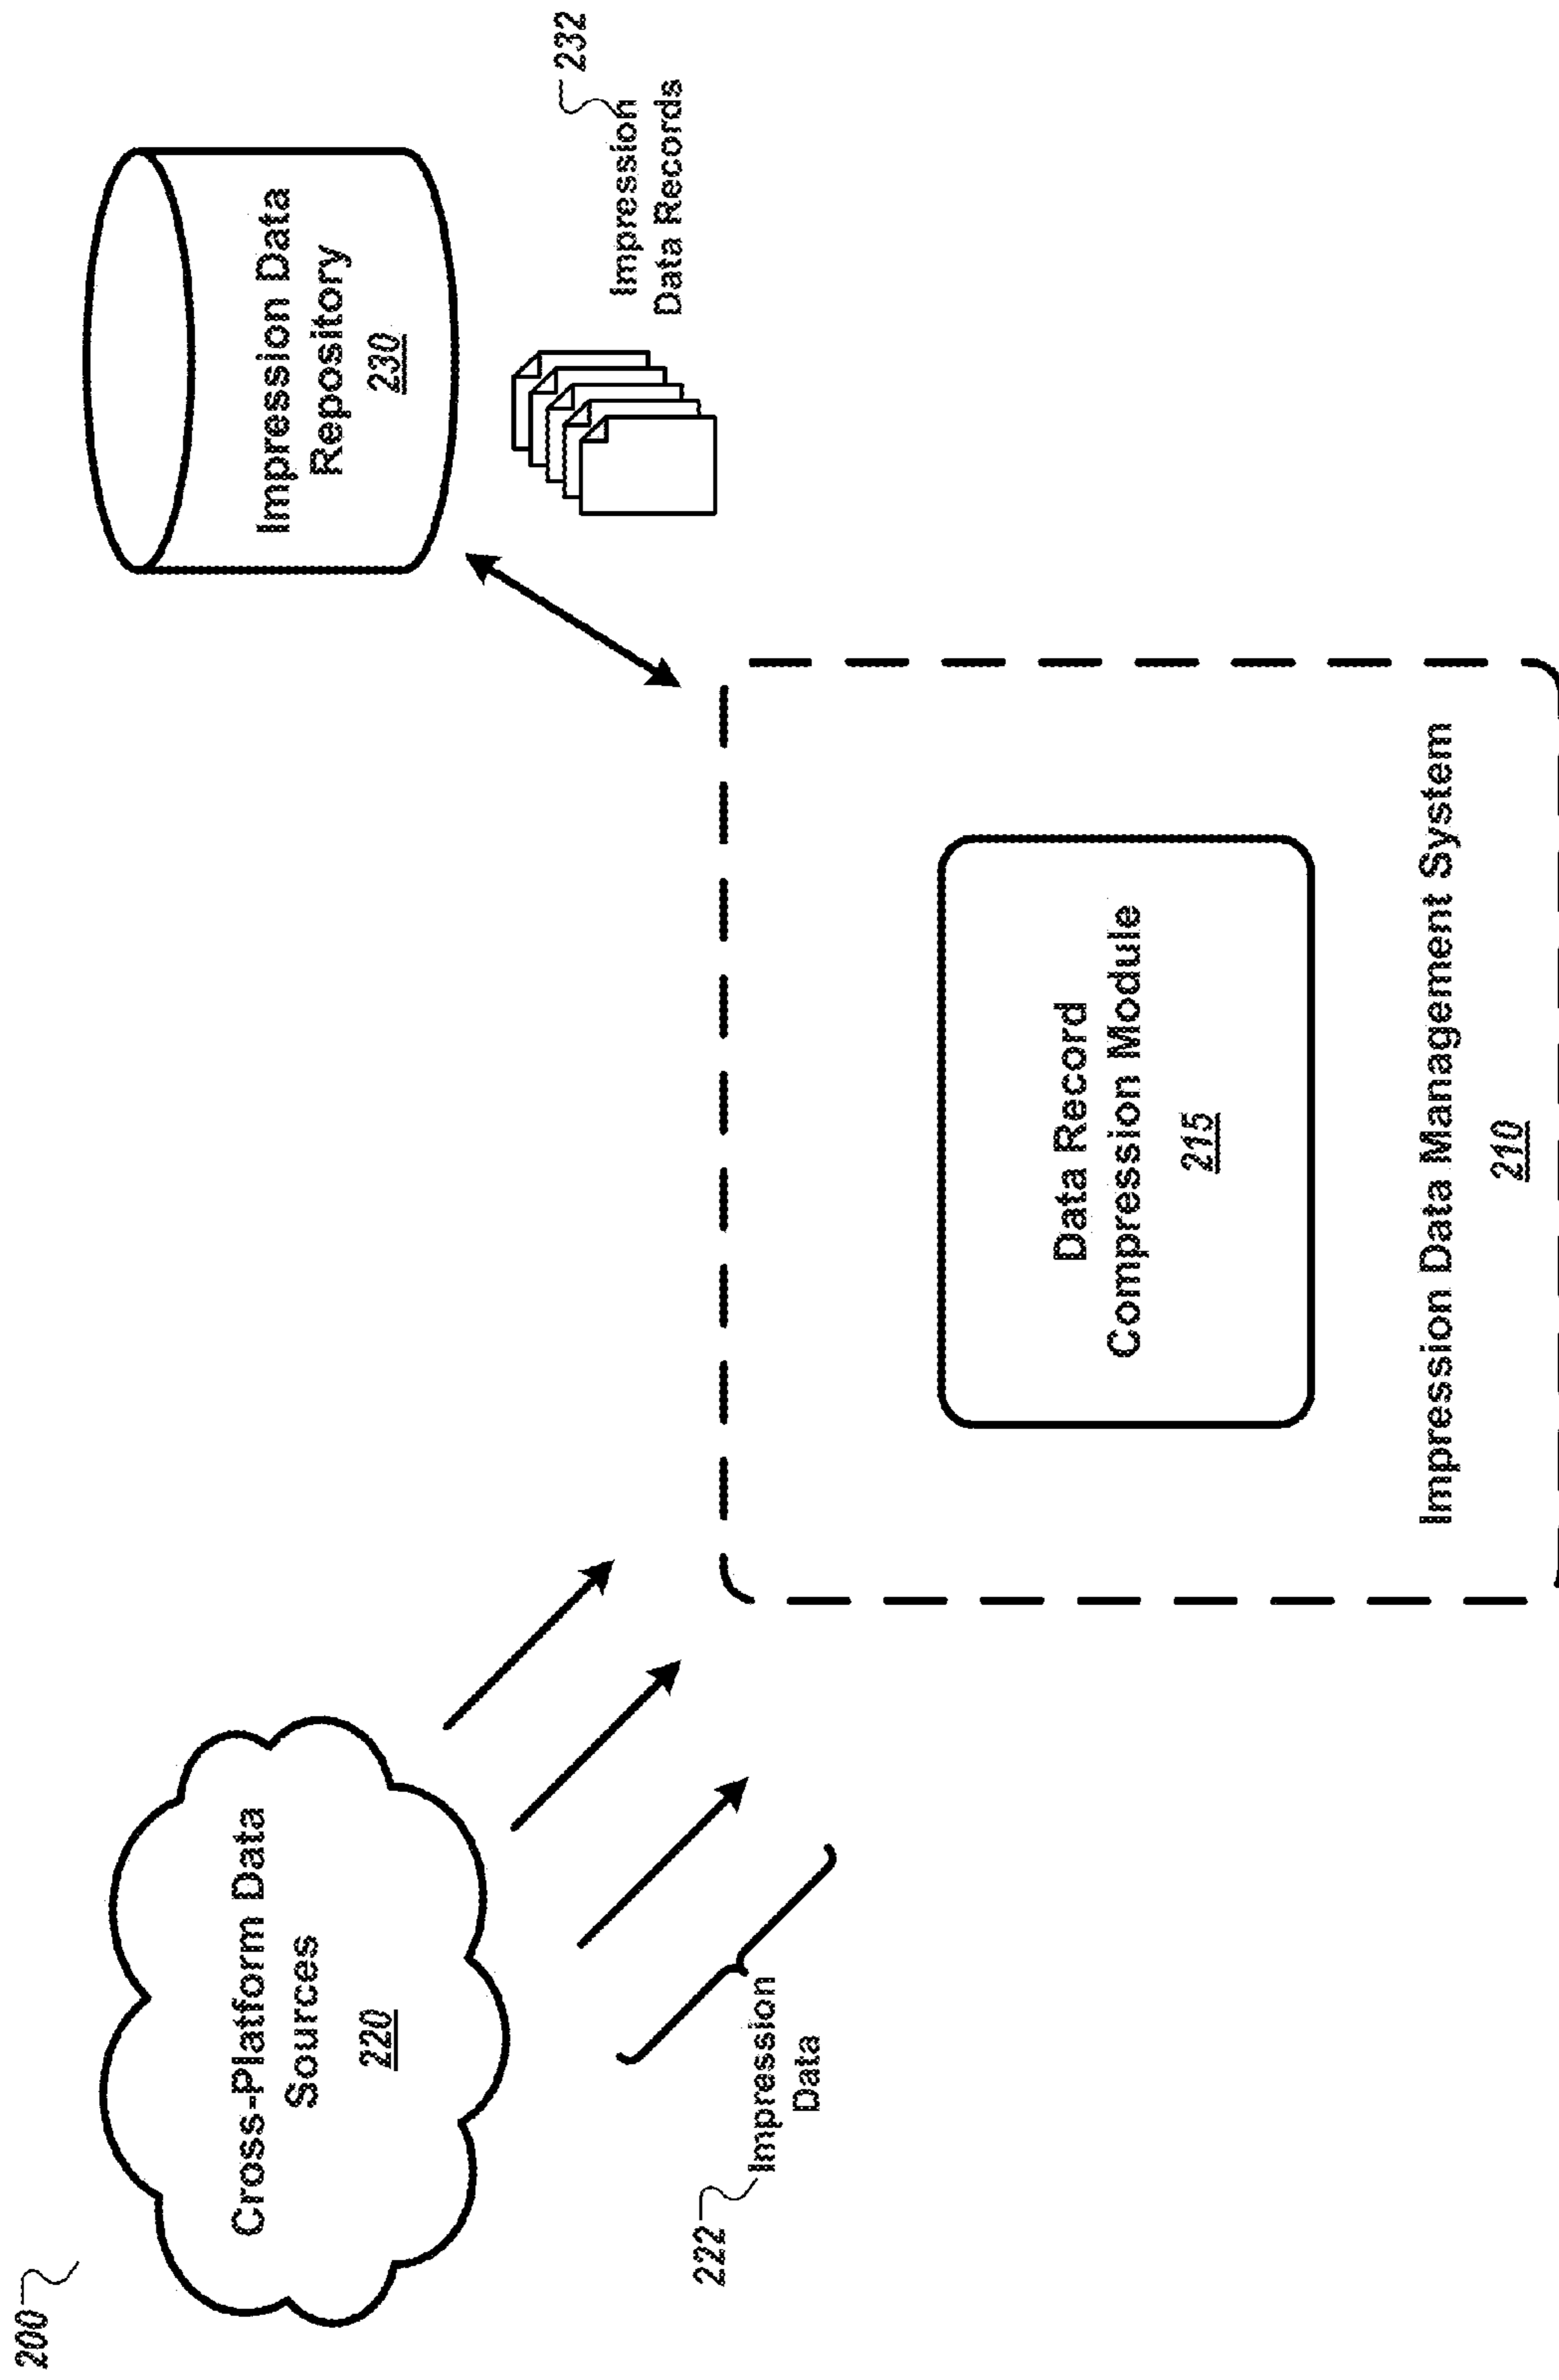 200
Cross-Platform Data
Sources
220
222
Impression
Data
Impression Data
Repository
230
232
Impression
Data Records
Data Record
Compression Module
215
Impression Data Management System
210